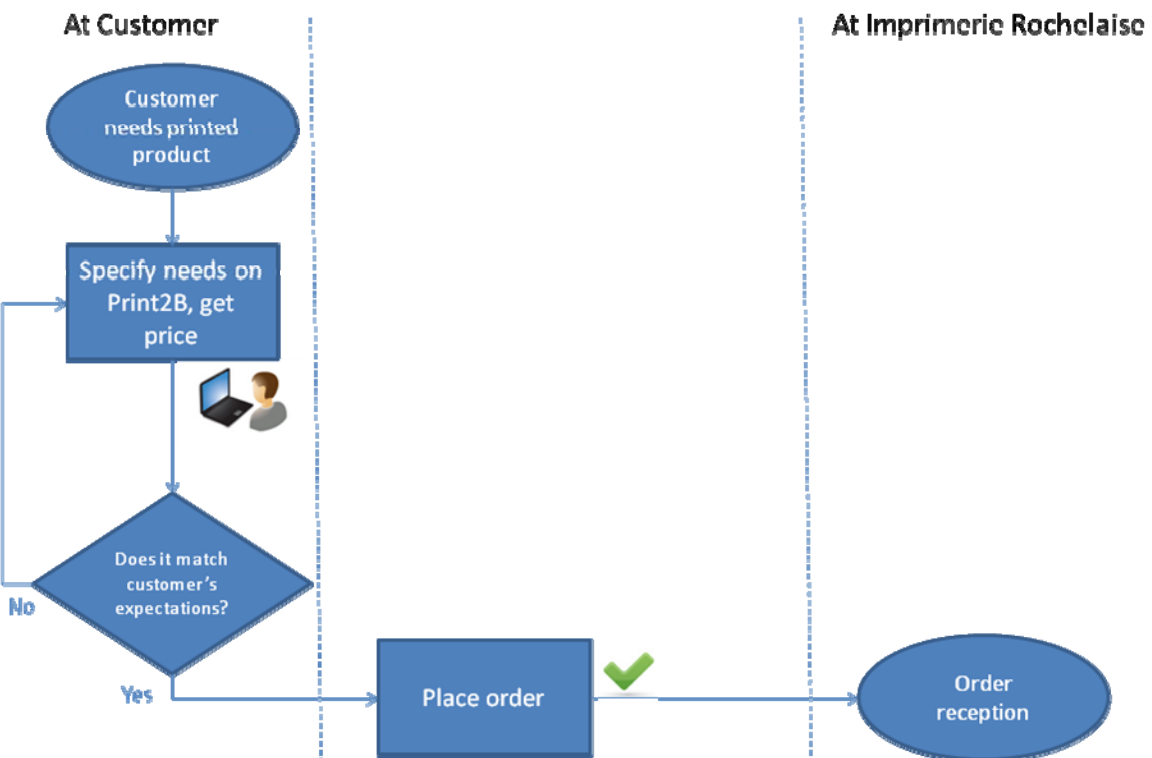 At Customer
At Imprimerie Rochelaise
Customer
needs printed
product
Specify needs on
Print2B, get
price
Does it match
customer's
expectations?
No
Yes
Place order
Order
reception